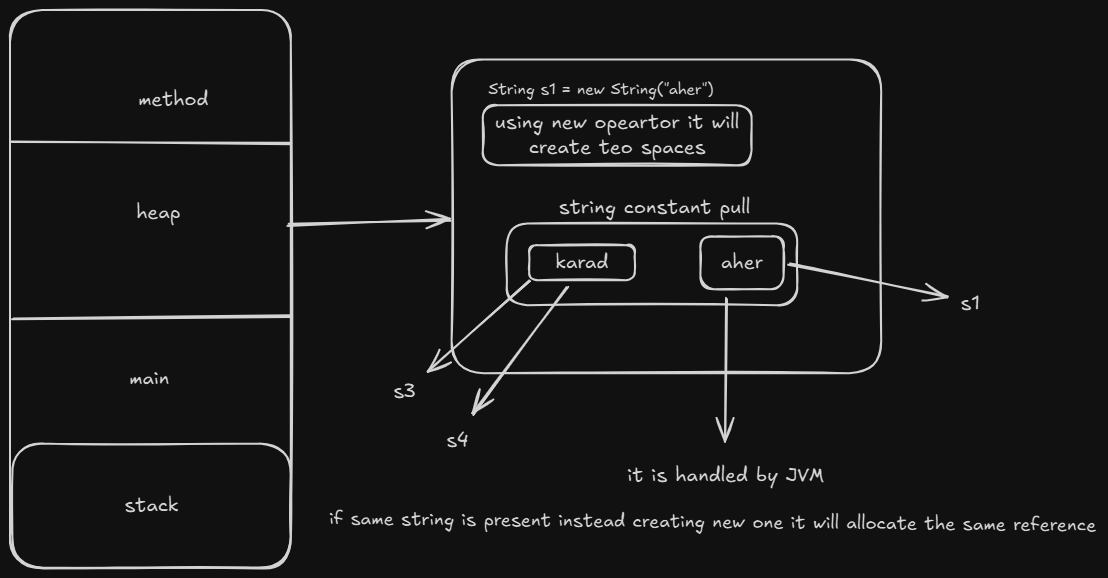 method
heap
main
stack
String s1 = new String("aher")
using new opeartor it will
create teo spaces
string constant pull
karad
aher
s1
s3
s4
it is handled by JVM
if same string is present instead creating new one it will allocate the same reference